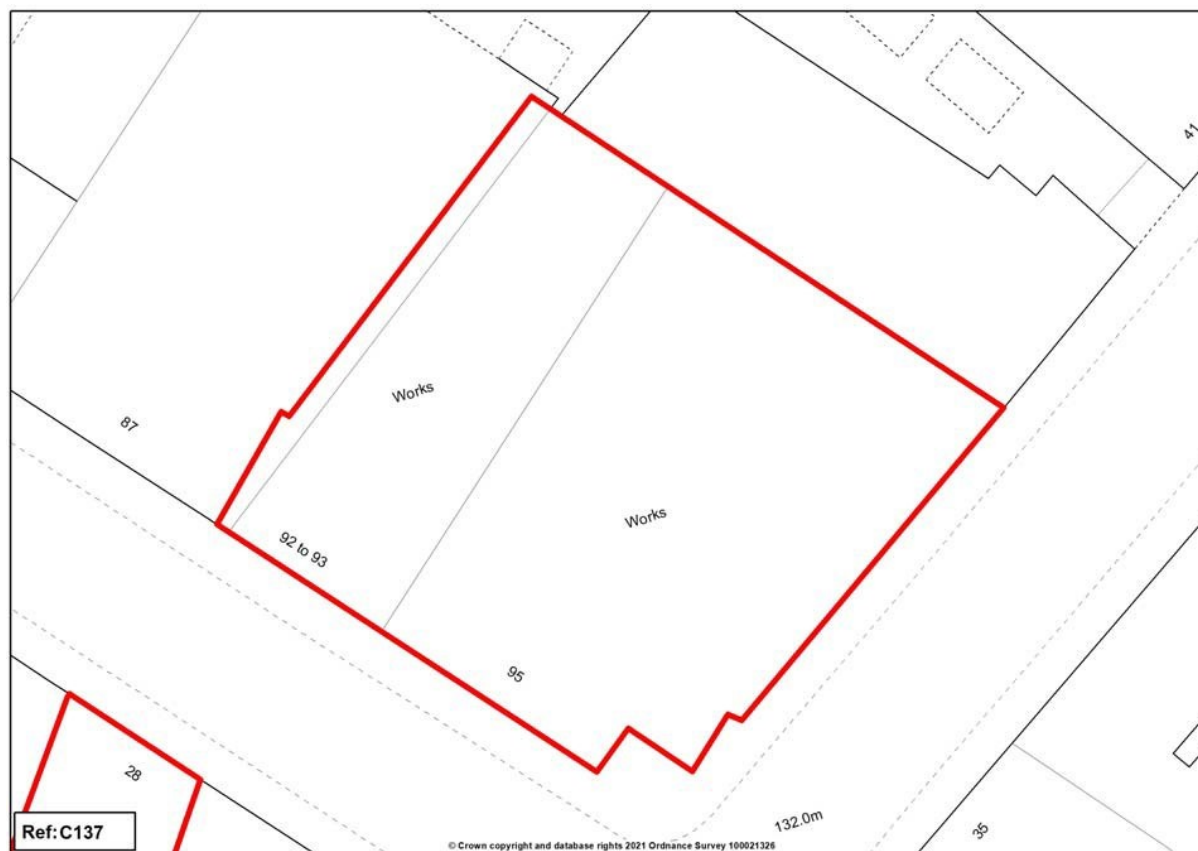 41
Works
87
Works
92 to 93
95
28
132.0m
35
Ref:C137
© Crown copyright and database rights 2021 Ordnance Survey 100021326